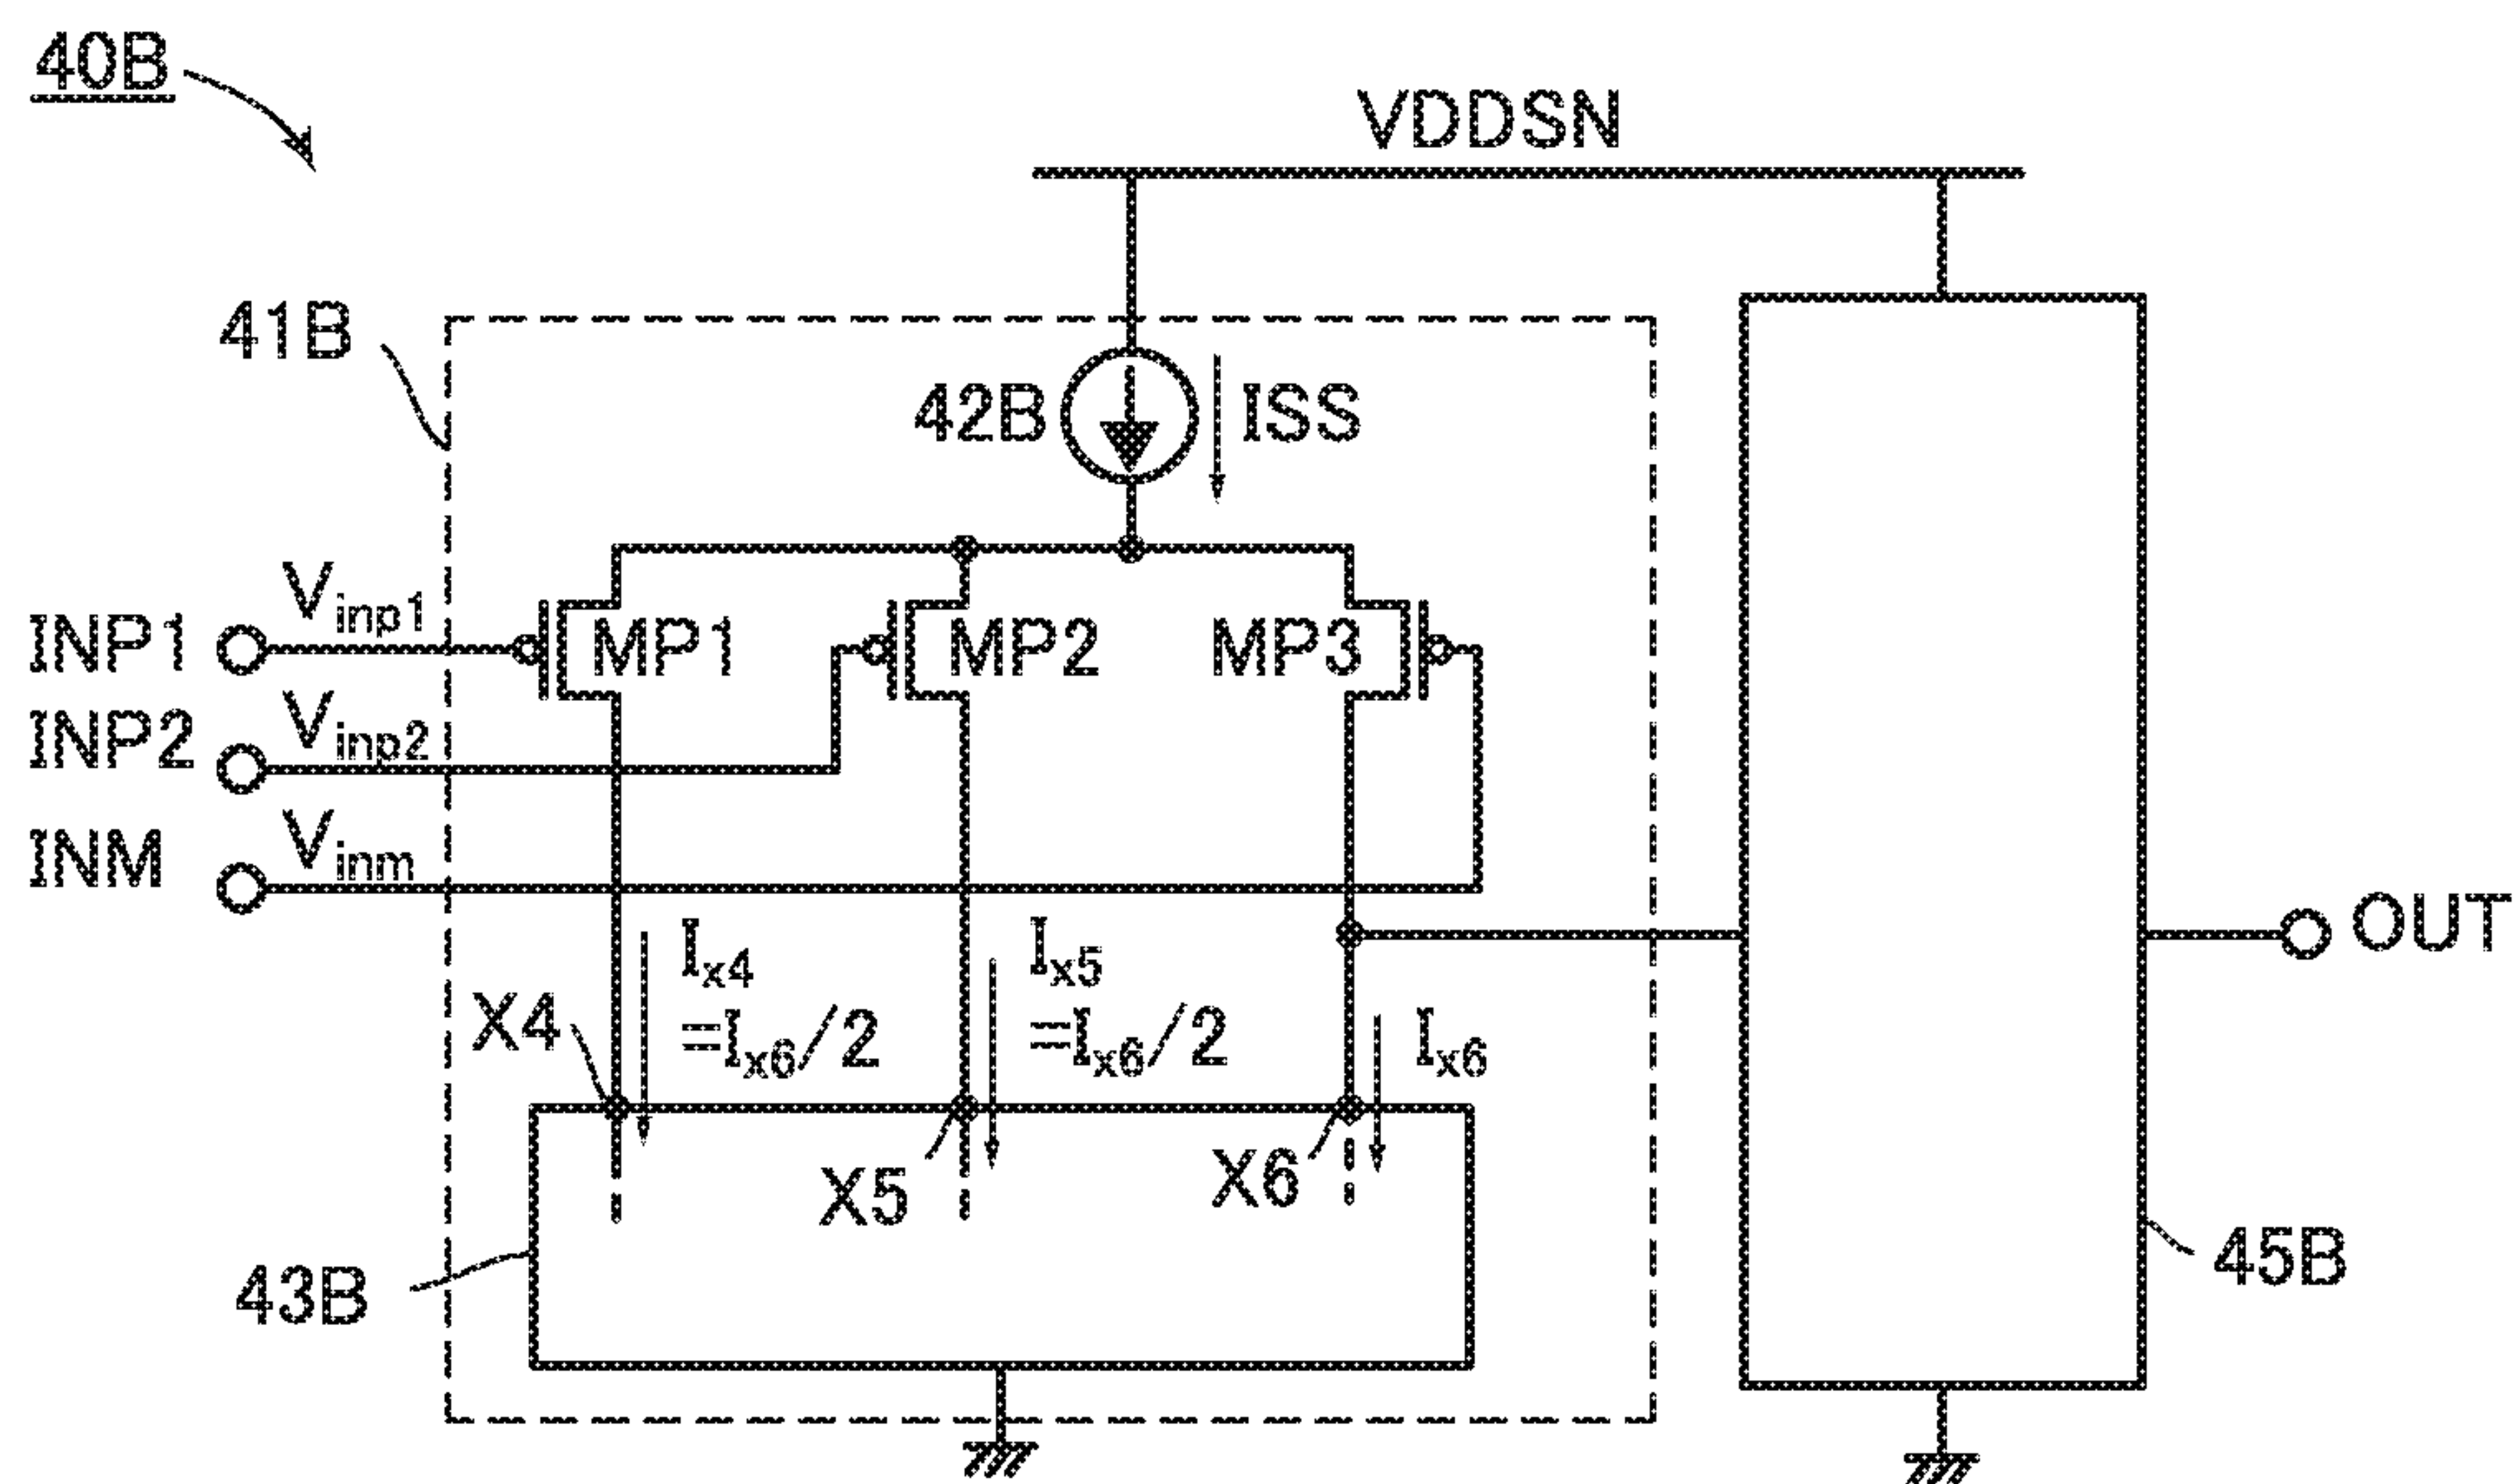 40B
VDDSN
41B
42B
ISS
INP1
Vinp1
MP1
MP2
MP3
INP2
Vinp2
INM
Vinm
OUT
Ix4
=Ix6/2
Ix5
=Ix6/2
Ix6
X4
X5
X6
43B
45B